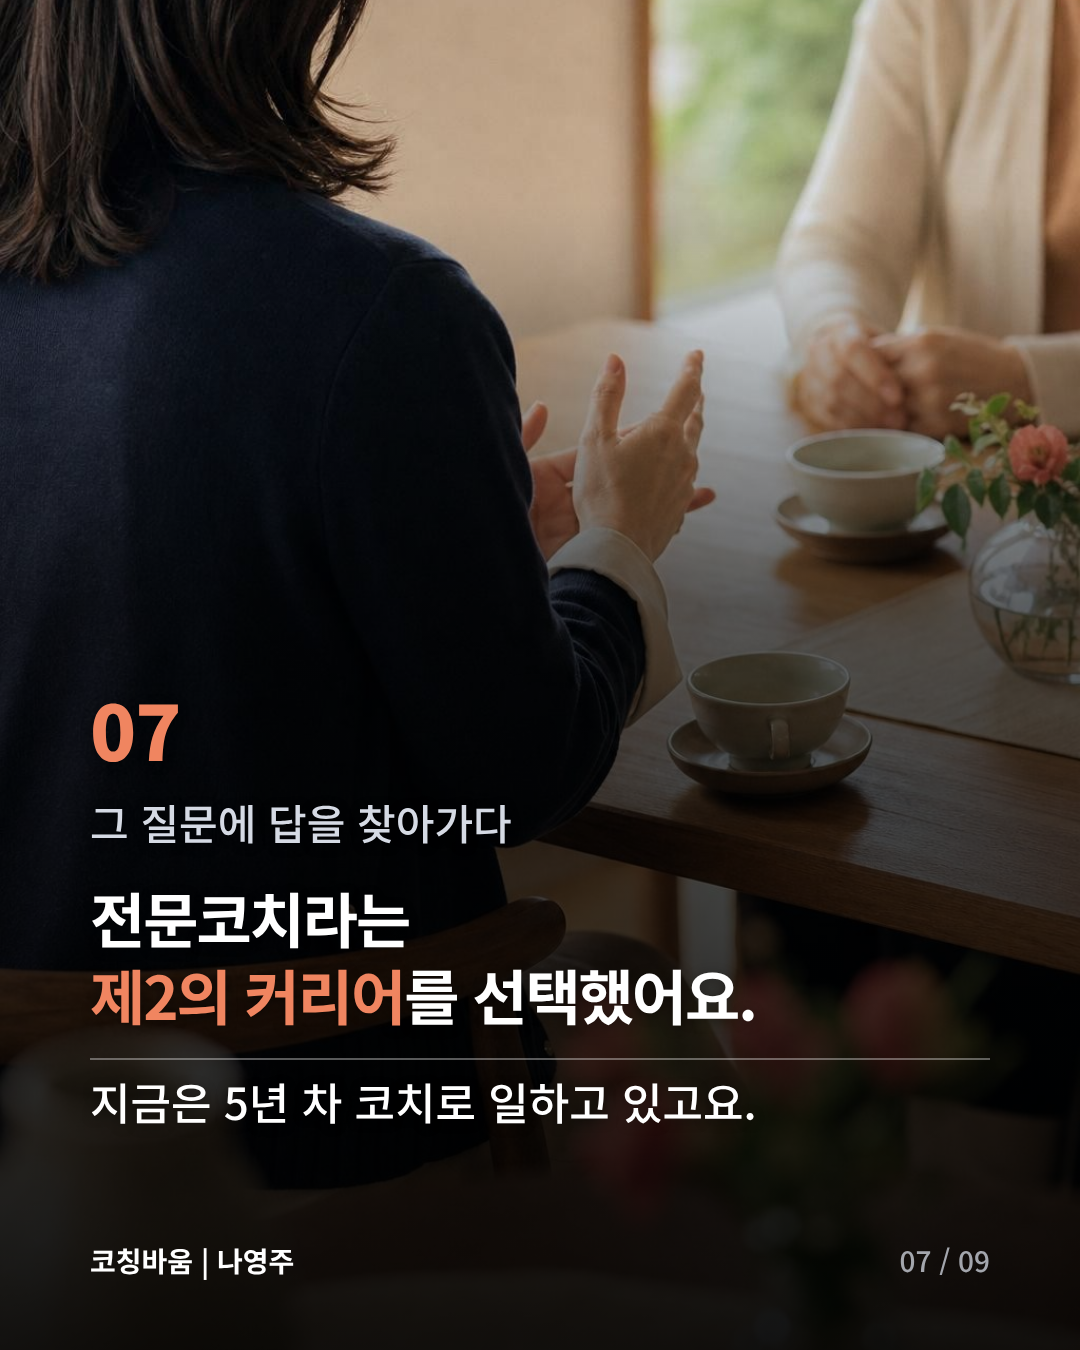 07
그 질문에 답을 찾아가다
전문코치라는
제2의 커리어를 선택했어요.
지금은 5년 차 코치로 일하고 있고요.
코칭바움 | 나영주
07 / 09